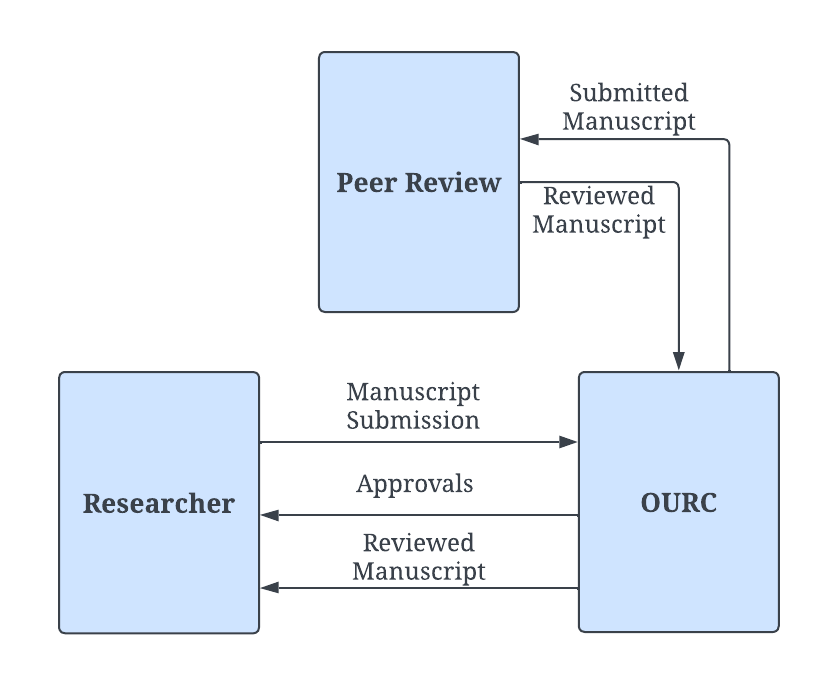 Submitted
Manuscript
Peer Review
Reviewed
Manuscript
Manuscript
Submission
Approvals
Researcher
OURC
Reviewed
Manuscript